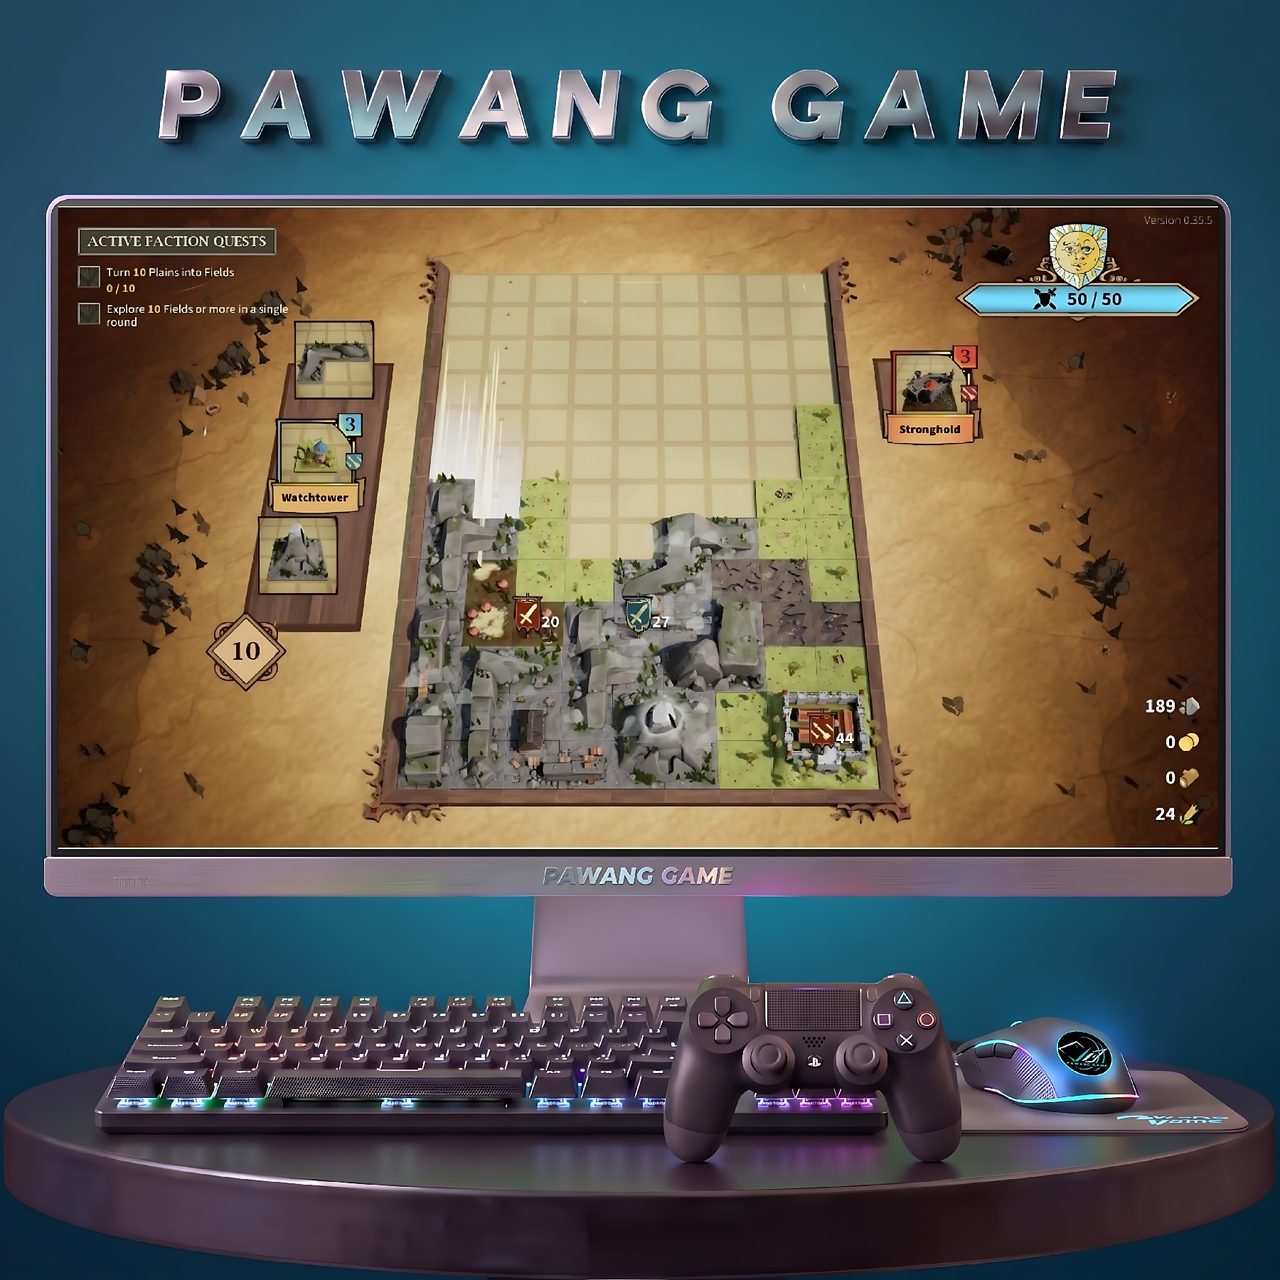 PAWANG GAME
Version 0.35.5
ACTIVE FACTION QUESTS
Turn 10 Plains into Fields
0 / 10
Explore 10 Fields or more in a single
round
50 / 50
3
Stronghold
3
Watchtower
20
27
10
44
189
0
0
24
PAWANG GAME